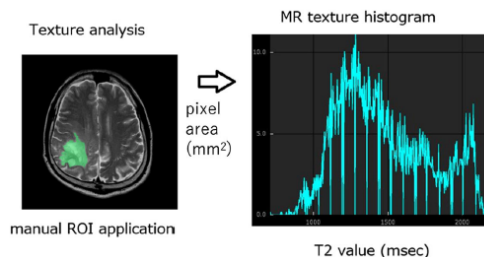 Texture analysis
manual ROI application
pixel
area
(mm²)
MR texture histogram
10.0
5.0
0.0
1000
1500
2000
T2 value (msec)